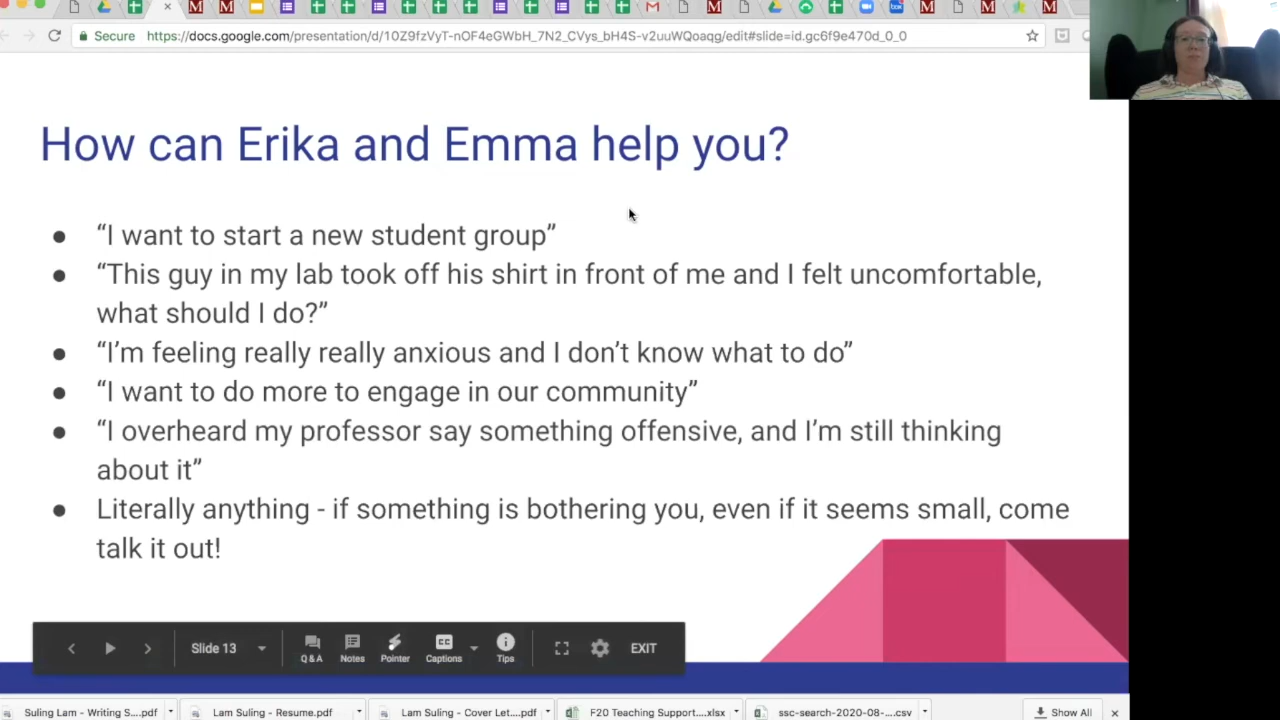 Secure
https://docs.google.com/presentation/d/10Z9fzVyT-nOF4eGWbH_7N2_CVys_bH4S-v2uuWQoaqg/edit#slide=id.gc6f9e470d_0_0
How can Erika and Emma help you?
● “I want to start a new student group”
● “This guy in my lab took off his shirt in front of me and I felt uncomfortable,
what should I do?”
● “I’m feeling really really anxious and I don’t know what to do”
● “I want to do more to engage in our community”
● “I overheard my professor say something offensive, and I’m still thinking
about it”
● Literally anything - if something is bothering you, even if it seems small, come
talk it out!
Slide 13
Q & A
Notes
Pointer
Captions
Tips
EXIT
Suling Lam - Writing S....pdf
Lam Suling - Resume.pdf
Lam Suling - Cover Let....pdf
F20 Teaching Support....xlsx
ssc-search-2020-08-....csv
Show All